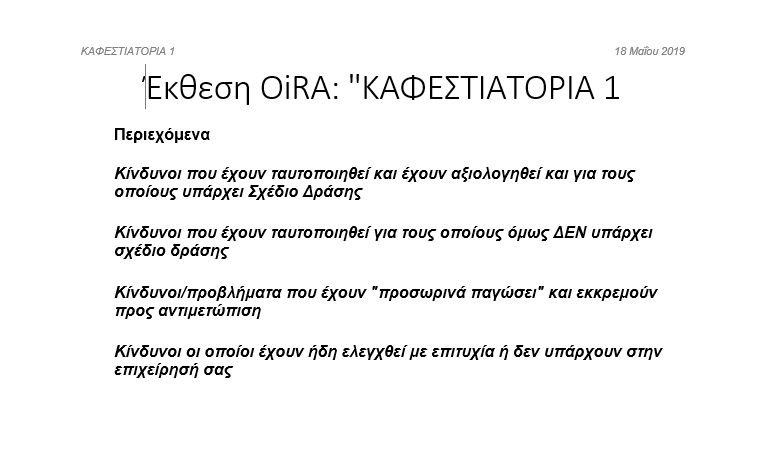 ΚΑΦΕΣΤΙΑΤΟΡΙΑ 1 18 Μαΐου 2019
Έκθεση OiRA: "ΚΑΦΕΣΤΙΑΤΟΡΙΑ 1
Περιεχόμενα
Κίνδυνοι που έχουν ταυτοποιηθεί και έχουν αξιολογηθεί και για τους
οποίους υπάρχει Σχέδιο Δράσης
Κίνδυνοι που έχουν ταυτοποιηθεί για τους οποίους όμως ΔΕΝ υπάρχει
σχέδιο δράσης
Κίνδυνοι/προβλήματα που έχουν "προσωρινά παγώσει" και εκκρεμούν
προς αντιμετώπιση
Κίνδυνοι οι οποίοι έχουν ήδη ελεγχθεί με επιτυχία ή δεν υπάρχουν στην
επιχείρησή σας